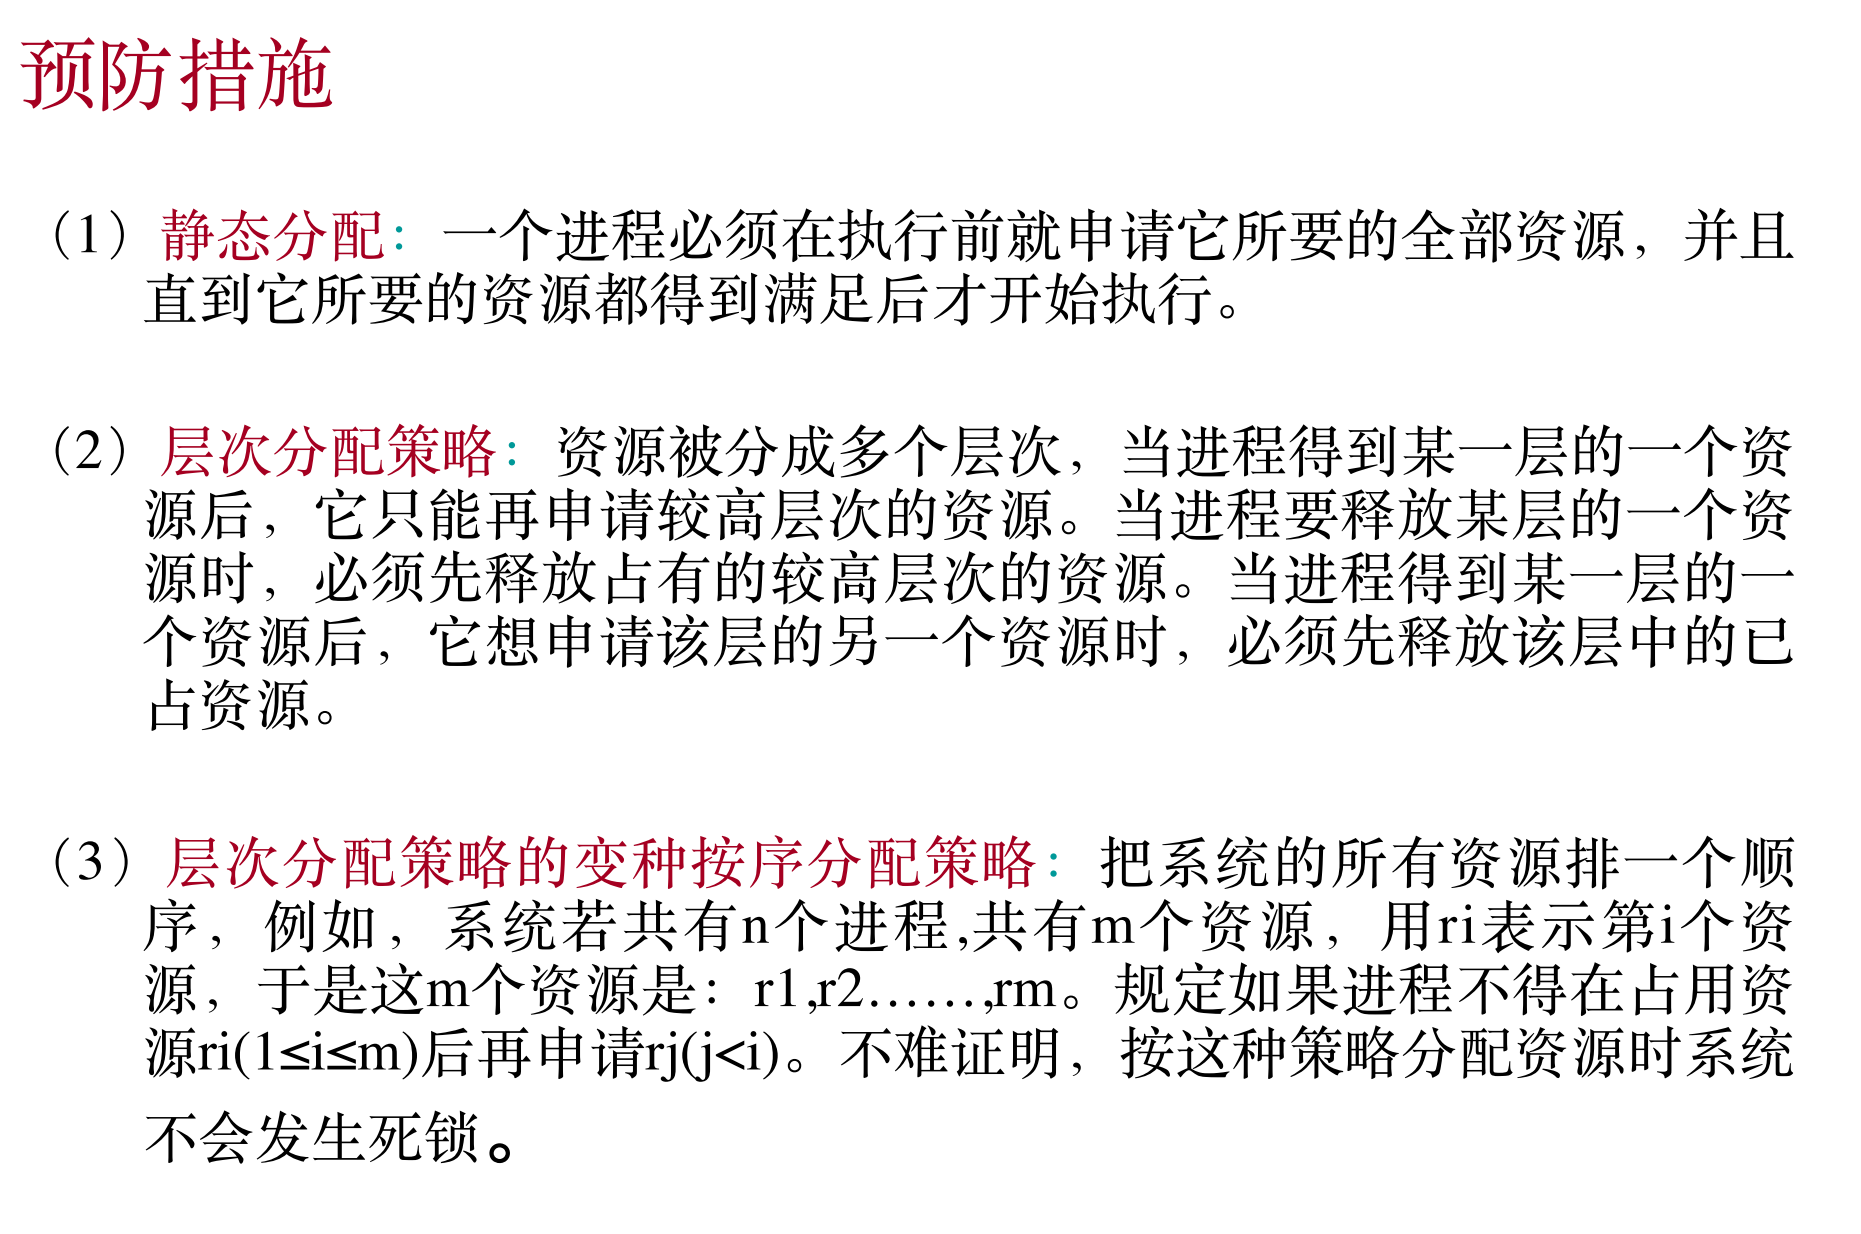 预防措施
（1）静态分配：一个进程必须在执行前就申请它所要的全部资源，并且
直到它所要的资源都得到满足后才开始执行。
（2）层次分配策略：资源被分成多个层次，当进程得到某一层的一个资
源后，它只能再申请较高层次的资源。当进程要释放某层的一个资
源时，必须先释放占有的较高层次的资源。当进程得到某一层的一
个资源后，它想申请该层的另一个资源时，必须先释放该层中的已
占资源。
（3）层次分配策略的变种按序分配策略：把系统的所有资源排一个顺
序，例如，系统若共有n个进程,共有m个资源，用ri表示第i个资
源，于是这m个资源是：r1,r2……,rm。规定如果进程不得在占用资
源ri(1≤i≤m)后再申请rj(j<i)。不难证明，按这种策略分配资源时系统
不会发生死锁。